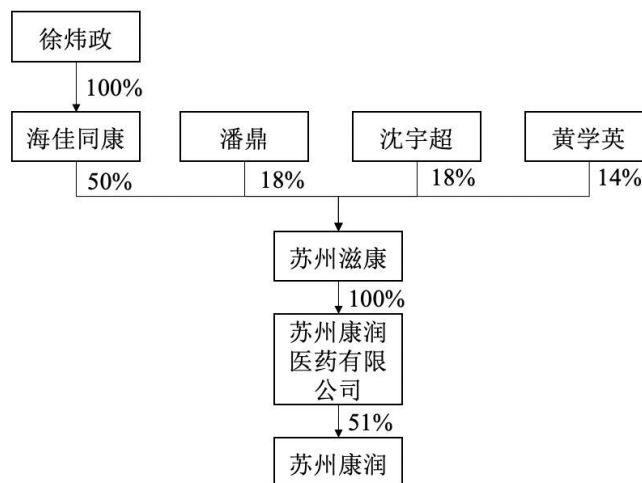 徐炜政
100%
海佳同康
潘鼎
沈宇超
黄学英
50%
18%
18%
14%
苏州滋康
100%
苏州康润
医药有限
公司
51%
苏州康润